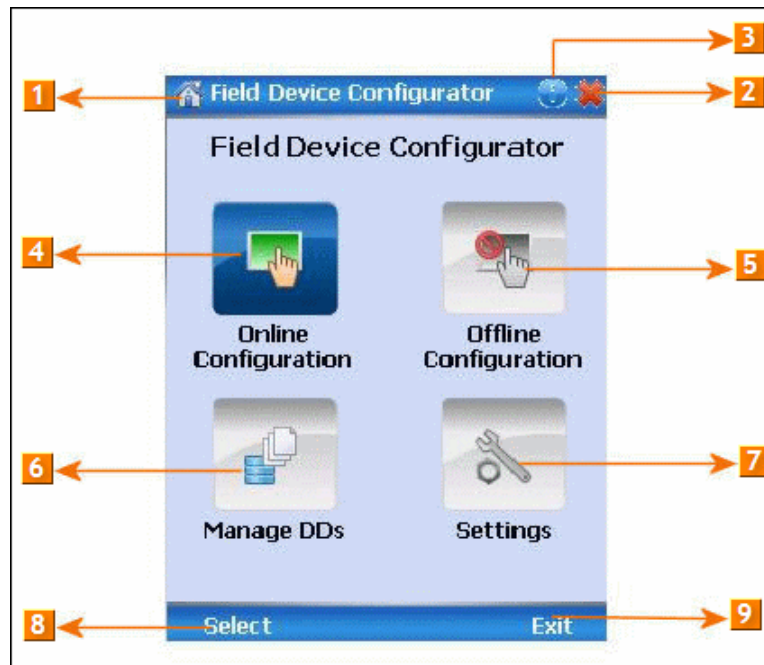 3
1 Field Device Configurator 2
Field Device Configurator
4 5
Online Configuration
Offline Configuration
6 7
Manage DDs Settings
8 Select Exit 9